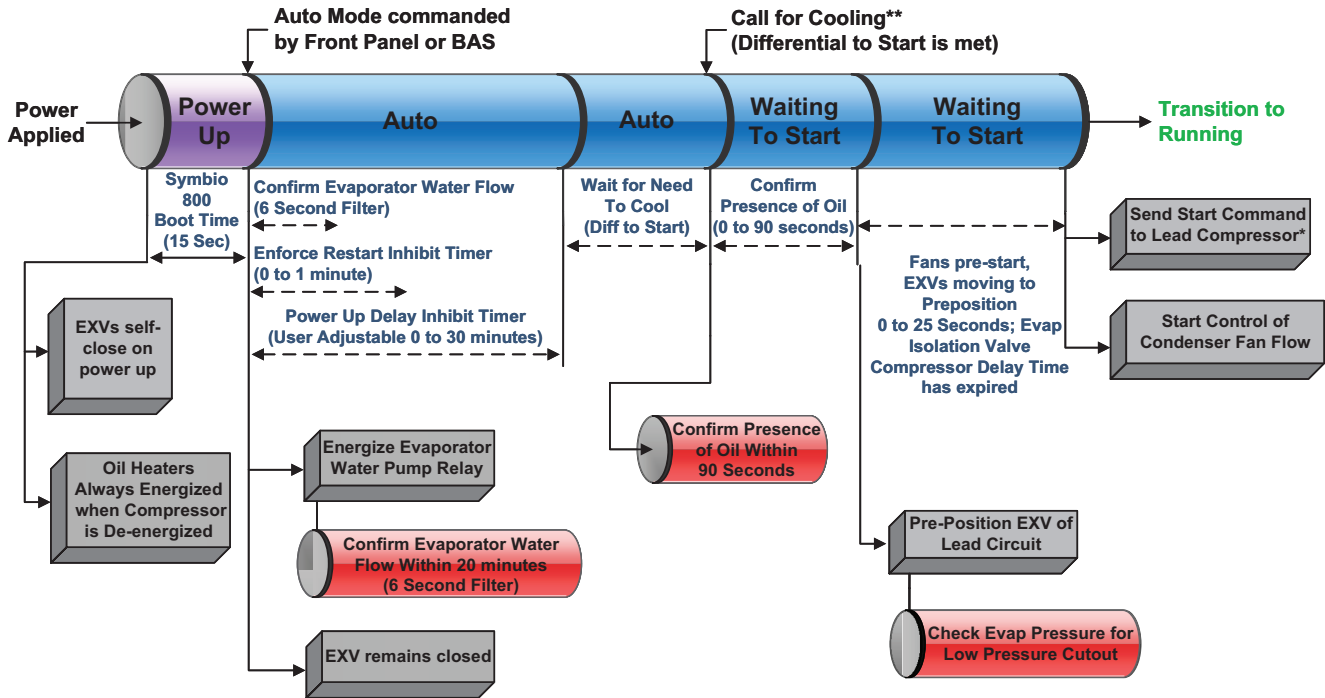 Auto Mode commanded
by Front Panel or BAS
Call for Cooling**
(Differential to Start is met)
Power
Applied
Power
Up
Auto
Auto
Waiting
To Start
Waiting
To Start
Transition to
Running
Symbio
800
Boot Time
(15 Sec)
Confirm Evaporator Water Flow
(6 Second Filter)
Enforce Restart Inhibit Timer
(0 to 1 minute)
Power Up Delay Inhibit Timer
(User Adjustable 0 to 30 minutes)
Wait for Need
To Cool
(Diff to Start)
Confirm
Presence of Oil
(0 to 90 seconds)
Fans pre-start,
EXVs moving to
Preposition
0 to 25 Seconds; Evap
Isolation Valve
Compressor Delay Time
has expired
Send Start Command
to Lead Compressor*
Start Control of
Condenser Fan Flow
EXVs self-
close on
power up
Oil Heaters
Always Energized
when Compressor
is De-energized
Energize Evaporator
Water Pump Relay
Confirm Evaporator Water
Flow Within 20 minutes
(6 Second Filter)
EXV remains closed
Confirm Presence
of Oil Within
90 Seconds
Pre-Position EXV of
Lead Circuit
Check Evap Pressure for
Low Pressure Cutout